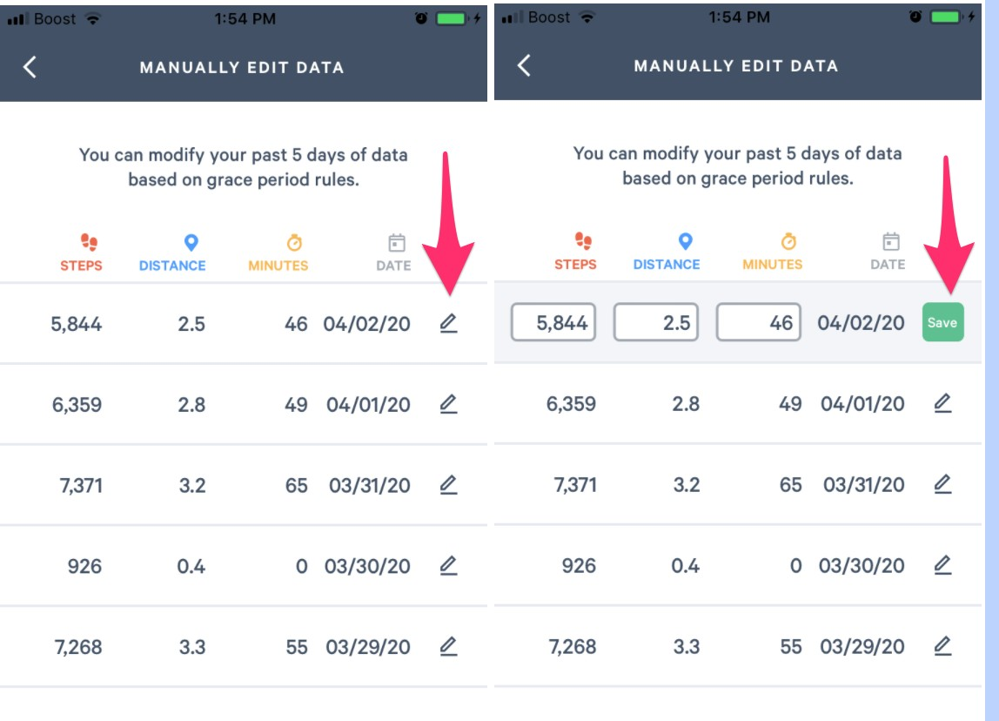 Boost 1:54 PM
MANUALLY EDIT DATA
You can modify your past 5 days of data
based on grace period rules.
STEPS DISTANCE MINUTES DATE
5,844 2.5 46 04/02/20
6,359 2.8 49 04/01/20
7,371 3.2 65 03/31/20
926 0.4 0 03/30/20
7,268 3.3 55 03/29/20
Boost 1:54 PM
MANUALLY EDIT DATA
You can modify your past 5 days of data
based on grace period rules.
STEPS DISTANCE MINUTES DATE
5,844 2.5 46 04/02/20 Save
6,359 2.8 49 04/01/20
7,371 3.2 65 03/31/20
926 0.4 0 03/30/20
7,268 3.3 55 03/29/20